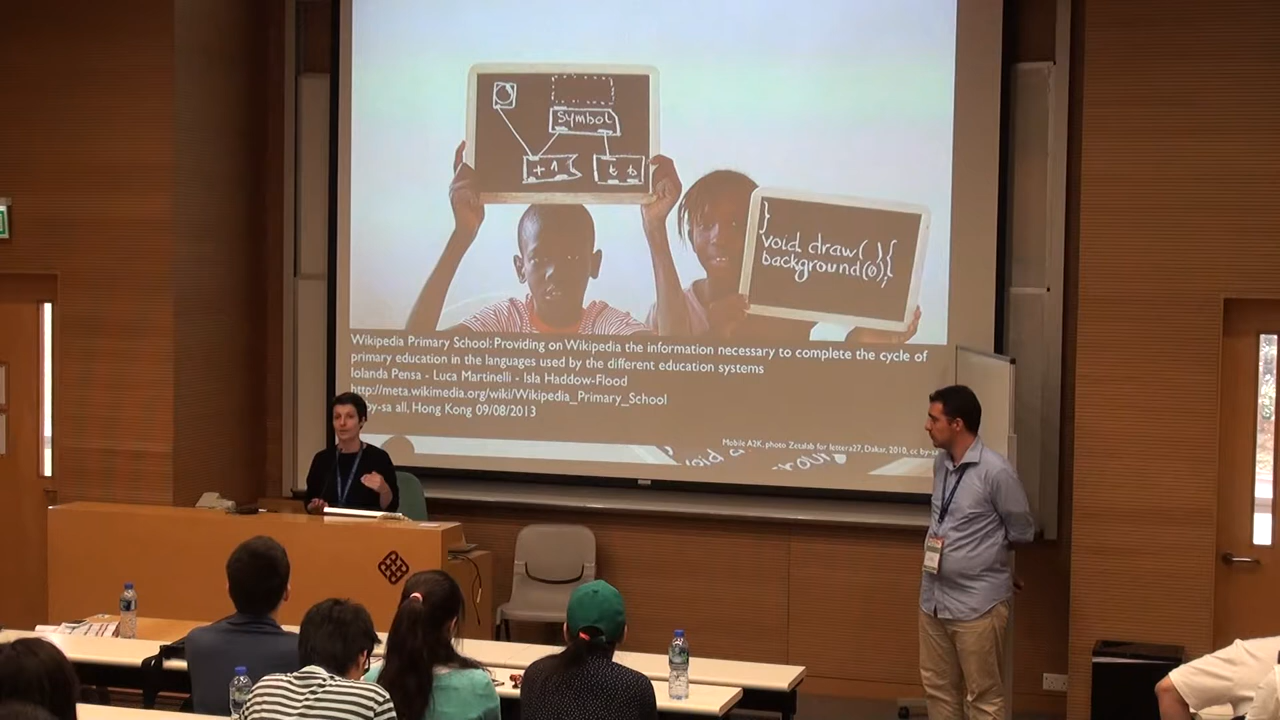 Symbol
+ 1
t b
}
void draw( ){
background(0);
Wikipedia Primary School: Providing on Wikipedia the information necessary to complete the cycle of
primary education in the languages used by the different education systems
Iolanda Pensa - Luca Martinelli - Isla Haddow-Flood
http://meta.wikimedia.org/wiki/Wikipedia_Primary_School
by-sa all, Hong Kong 09/08/2013
Mobile A2K, photo Zetalab for lettera27, Dakar, 2010, cc by-sa